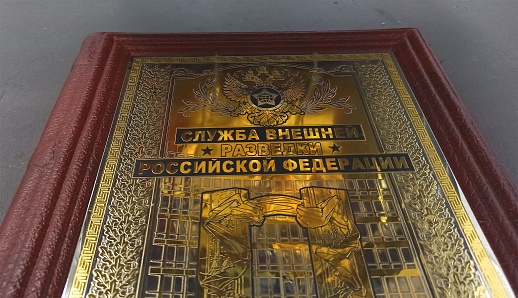 СЛУЖБА ВНЕШНЕЙ
РАЗВЕДКИ
РОССИЙСКОЙ ФЕДЕРАЦИИ